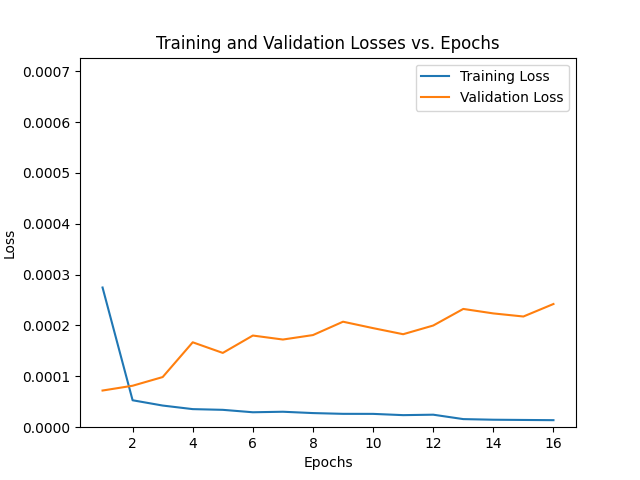 Training and Validation Losses vs. Epochs
0.0007
0.0006
0.0005
0.0004
0.0003
0.0002
0.0001
0.0000
Loss
Training Loss
Validation Loss
2 4 6 8 10 12 14 16
Epochs